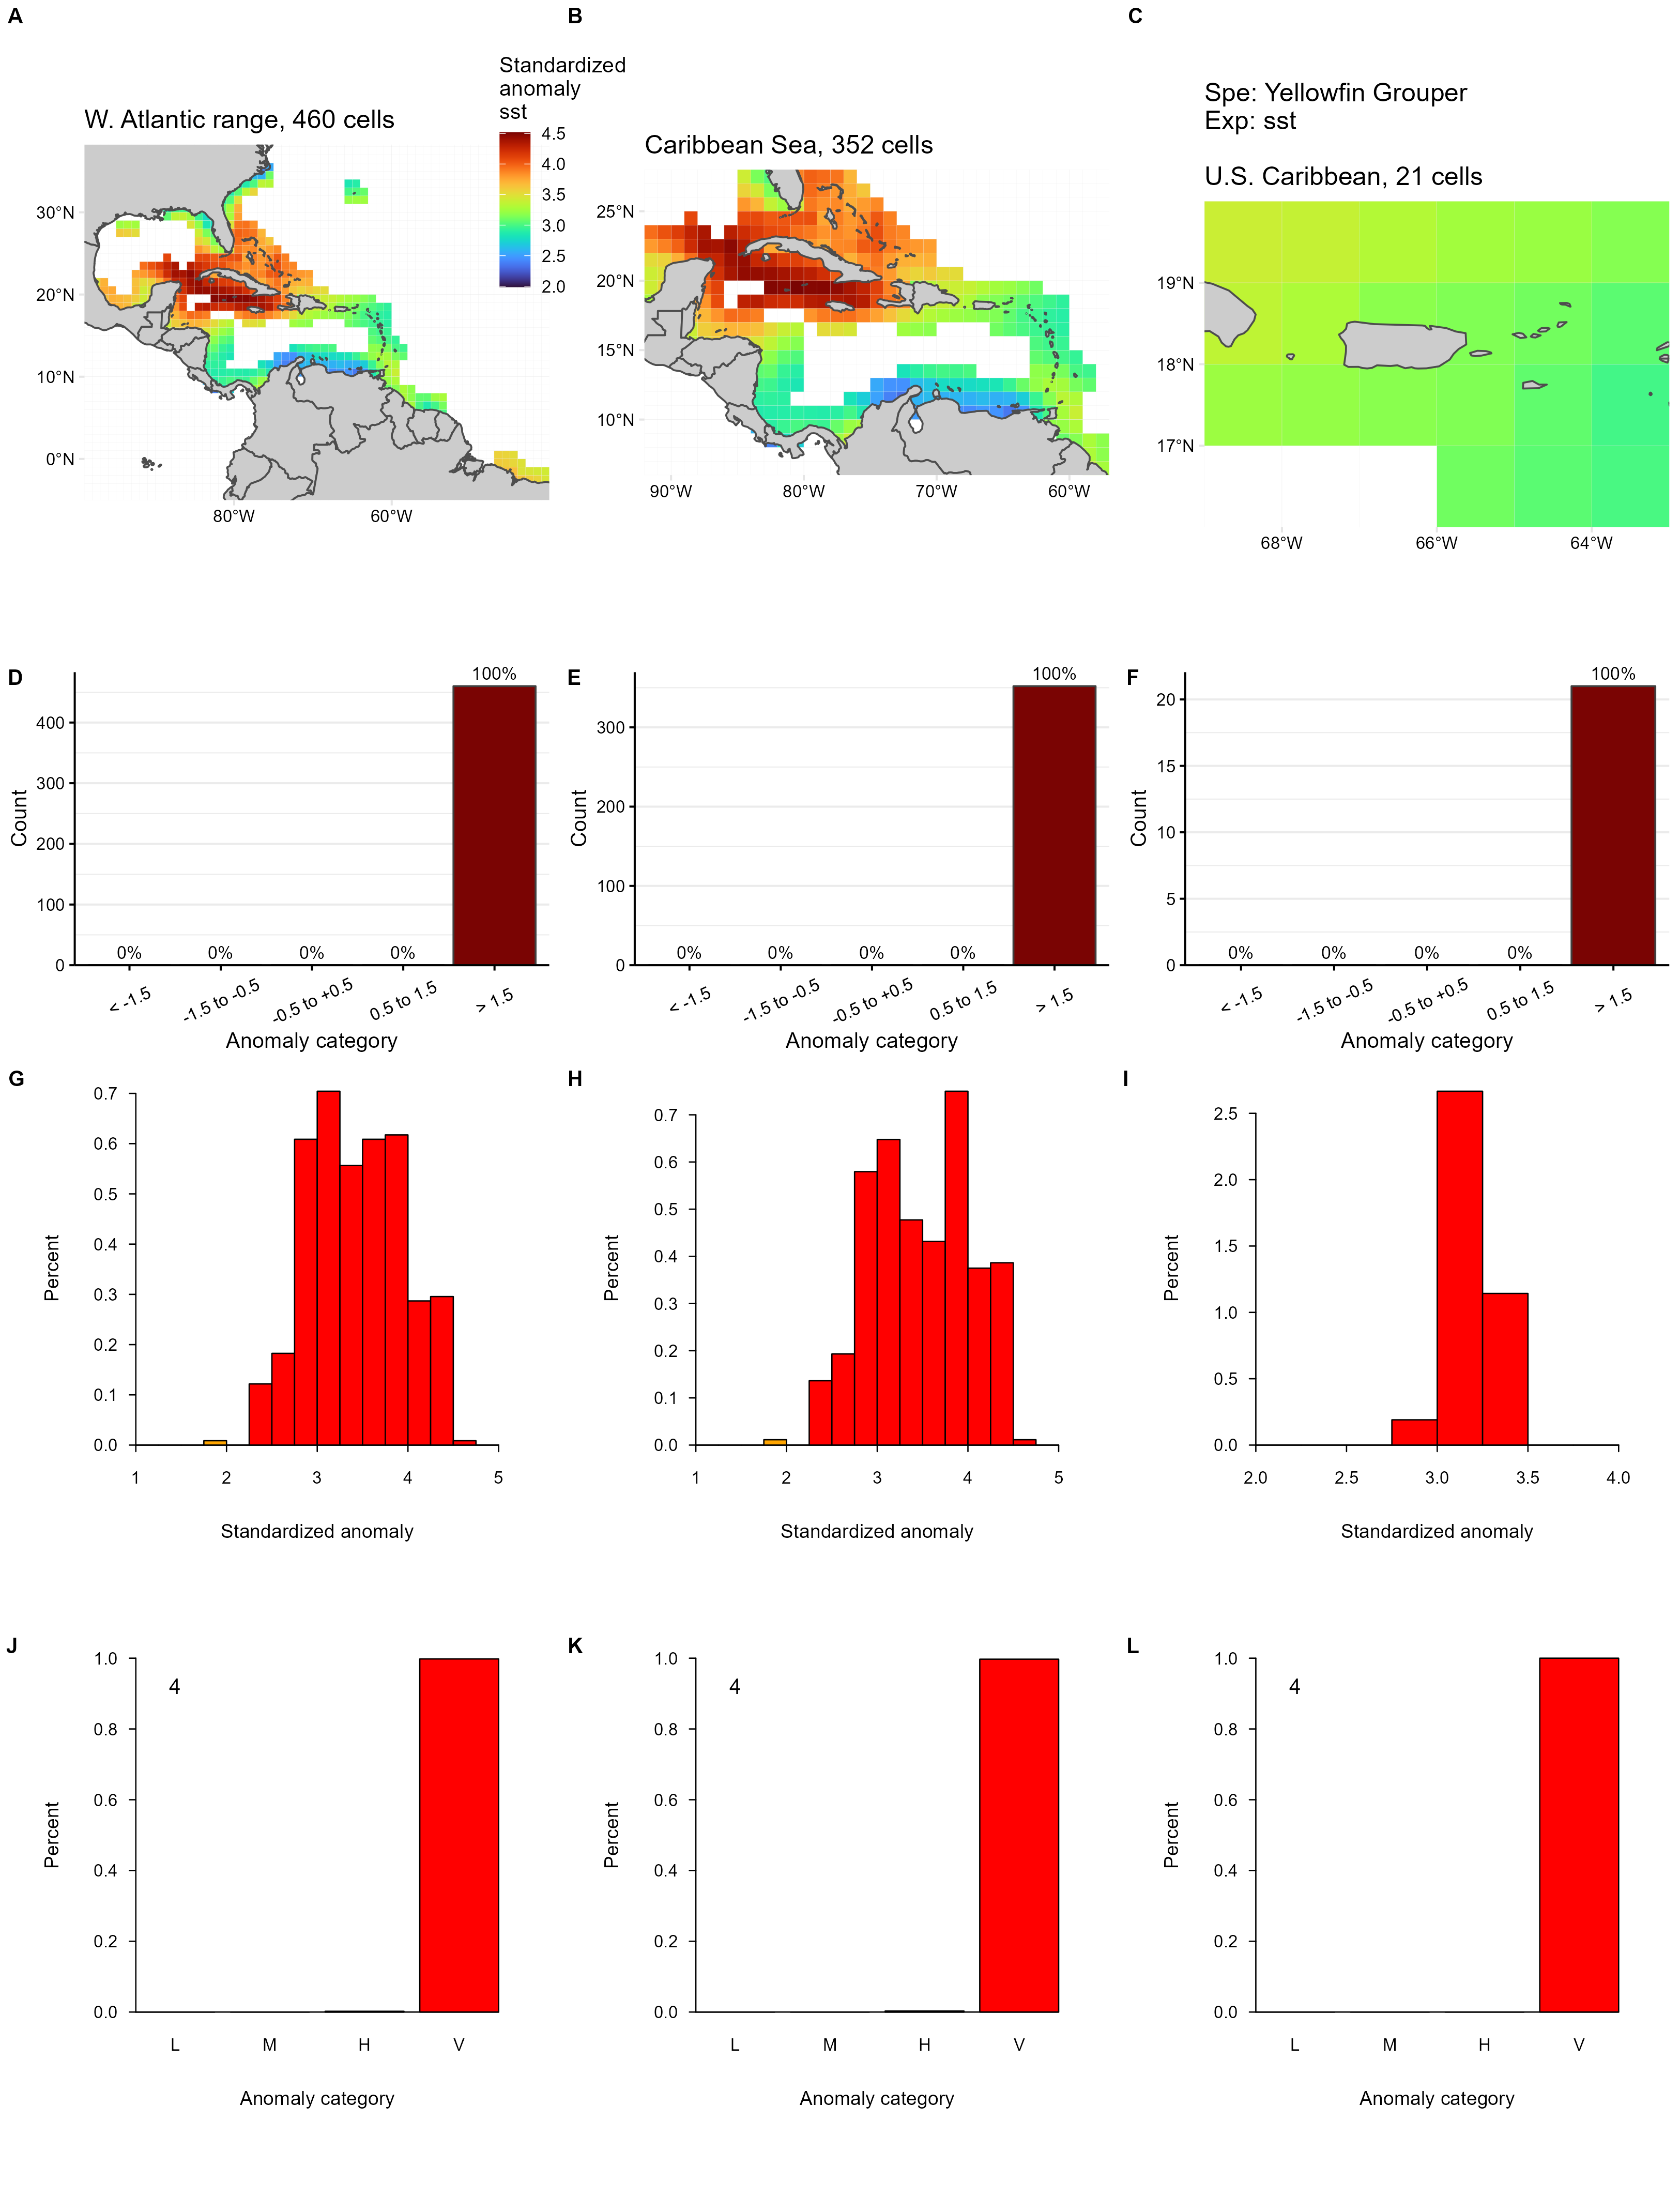 A
B
C
Standardized
anomaly
sst
W. Atlantic range, 460 cells
4.5
4.0
3.5
3.0
2.5
2.0
30°N
20°N
10°N
0°N
80°W
60°W
Caribbean Sea, 352 cells
25°N
20°N
15°N
10°N
90°W
80°W
70°W
60°W
Spe: Yellowfin Grouper
Exp: sst
U.S. Caribbean, 21 cells
19°N
18°N
17°N
68°W
66°W
64°W
D
Count
400
300
200
100
0
0%
0%
0%
0%
100%
< -1.5
-1.5 to -0.5
-0.5 to +0.5
0.5 to 1.5
> 1.5
Anomaly category
E
Count
300
200
100
0
0%
0%
0%
0%
100%
< -1.5
-1.5 to -0.5
-0.5 to +0.5
0.5 to 1.5
> 1.5
Anomaly category
F
Count
20
15
10
5
0
0%
0%
0%
0%
100%
< -1.5
-1.5 to -0.5
-0.5 to +0.5
0.5 to 1.5
> 1.5
Anomaly category
G
Percent
0.7
0.6
0.5
0.4
0.3
0.2
0.1
0.0
1
2
3
4
5
Standardized anomaly
H
Percent
0.7
0.6
0.5
0.4
0.3
0.2
0.1
0.0
1
2
3
4
5
Standardized anomaly
I
Percent
2.5
2.0
1.5
1.0
0.5
0.0
2.0
2.5
3.0
3.5
4.0
Standardized anomaly
J
Percent
1.0
0.8
0.6
0.4
0.2
0.0
4
L
M
H
V
Anomaly category
K
Percent
1.0
0.8
0.6
0.4
0.2
0.0
4
L
M
H
V
Anomaly category
L
Percent
1.0
0.8
0.6
0.4
0.2
0.0
4
L
M
H
V
Anomaly category